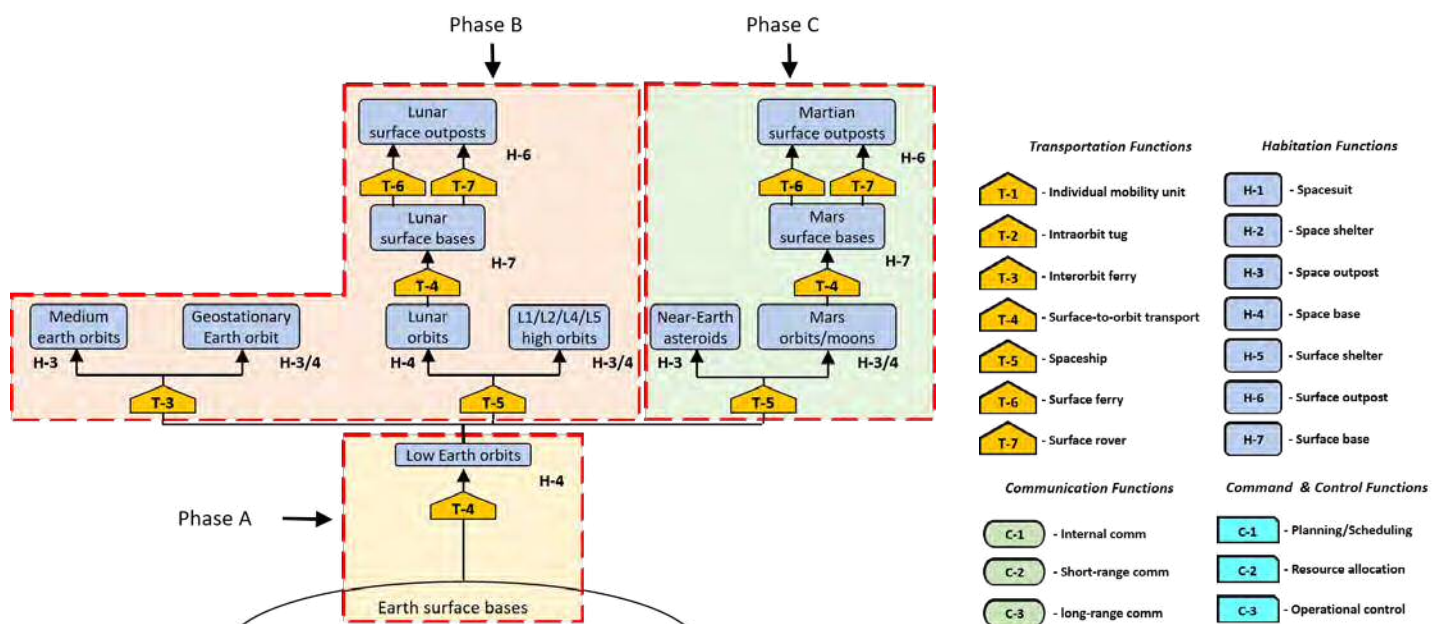 Phase B
Phase C
Lunar
surface outposts
H-6
T-6
T-7
Lunar
surface bases
H-7
T-4
Medium
earth orbits
H-3
Geostationary
Earth orbit
H-3/4
Lunar
orbits
H-4
L1/L2/L4/L5
high orbits
H-3/4
T-3
T-5
Martian
surface outposts
H-6
T-6
T-7
Mars
surface bases
H-7
T-4
Near-Earth
asteroids
H-3
Mars
orbits/moons
H-3/4
T-5
Low Earth orbits
H-4
T-4
Phase A
Earth surface bases
Transportation Functions
T-1 - Individual mobility unit
T-2 - Intraorbit tug
T-3 - Interorbit ferry
T-4 - Surface-to-orbit transport
T-5 - Spaceship
T-6 - Surface ferry
T-7 - Surface rover
Habitation Functions
H-1 - Spacesuit
H-2 - Space shelter
H-3 - Space outpost
H-4 - Space base
H-5 - Surface shelter
H-6 - Surface outpost
H-7 - Surface base
Communication Functions
C-1 - Internal comm
C-2 - Short-range comm
C-3 - long-range comm
Command & Control Functions
C-1 - Planning/Scheduling
C-2 - Resource allocation
C-3 - Operational control